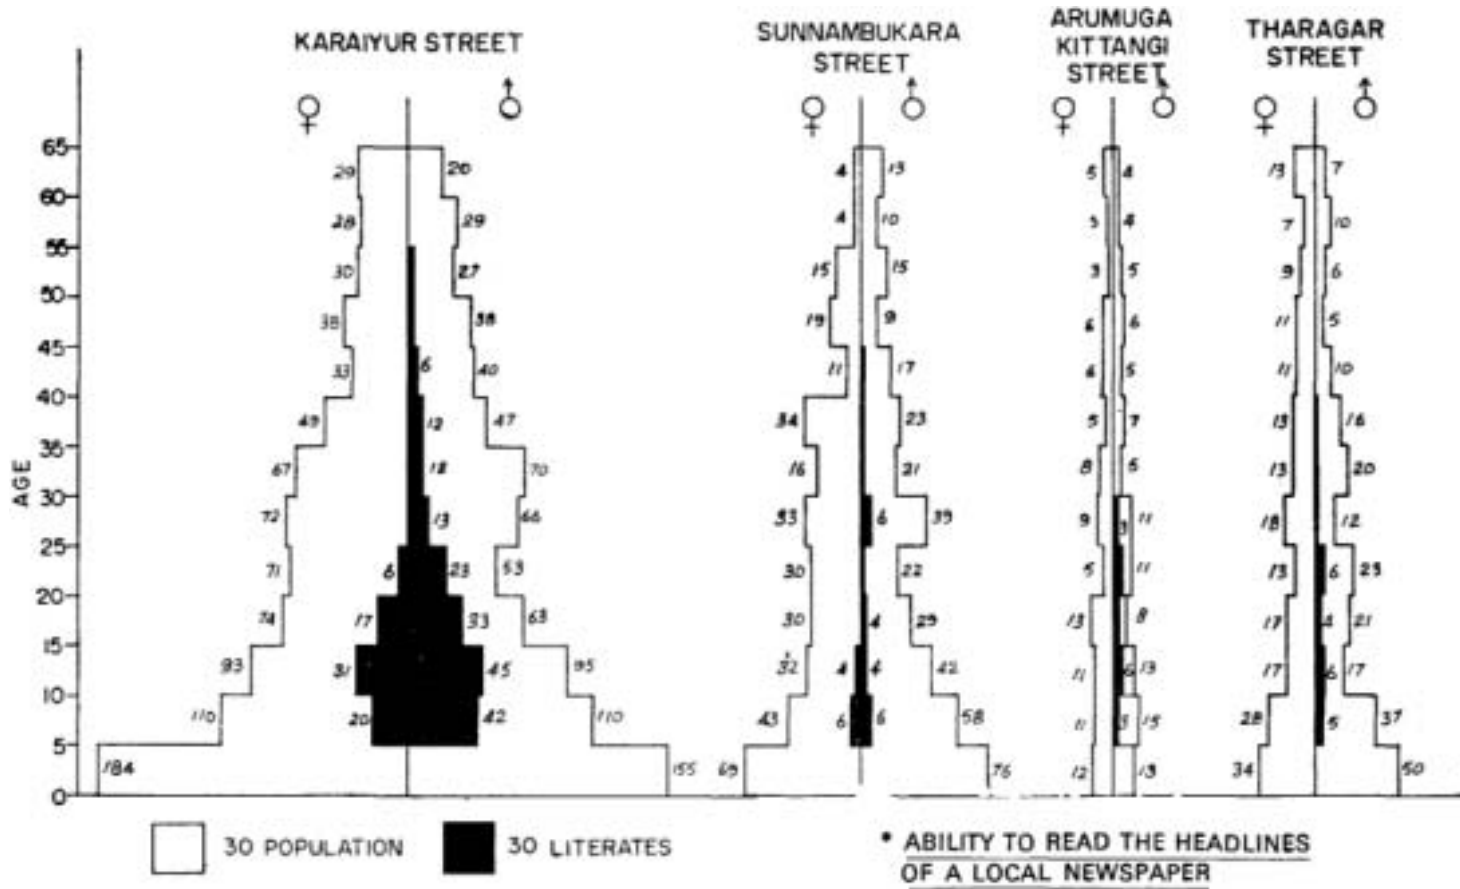 KARAIYUR STREET
SUNNAMBUKARA
STREET
ARUMUGA
KITTANGI
STREET
THARAGAR
STREET
♀ ♂ ♀ ♂ ♀ ♂ ♀ ♂
65
29 4 13 5 4 13 7
60
28 29 4 10 3 4 7 10
55
30 27 15 15 3 5 9 6
50
38 38 19 9 6 6 11 5
45
33 6 40 11 17 6 5 11 10
40
49 12 47 34 23 5 7 13 16
35
67 70 16 21 8 13 20
30
72 13 66 33 6 39 9 3 11 18 12
25
71 6 23 53 30 22 5 11 13 6 23
20
74 17 33 63 30 4 29 13 8 17 4 21
15
93 31 45 95 32 4 4 42 11 6 13 17 6 17
10
110 20 42 110 43 6 6 58 11 3 15 28 5 37
5
184 155 69 76 12 13 34 50
0
AGE
30 POPULATION
30 LITERATES
* ABILITY TO READ THE HEADLINES
OF A LOCAL NEWSPAPER